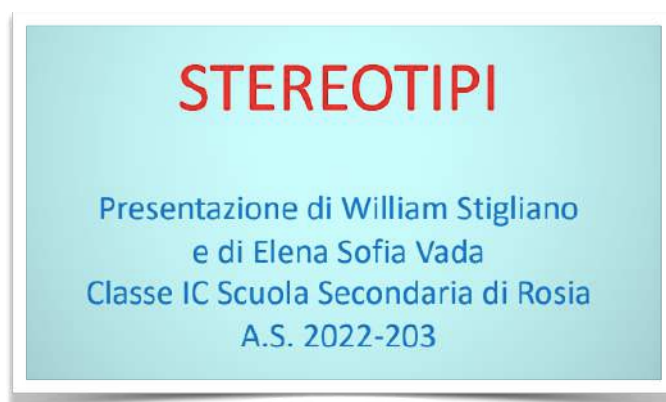 STEREOTIPI
Presentazione di William Stigliano
e di Elena Sofia Vada
Classe IC Scuola Secondaria di Rosia
A.S. 2022-203